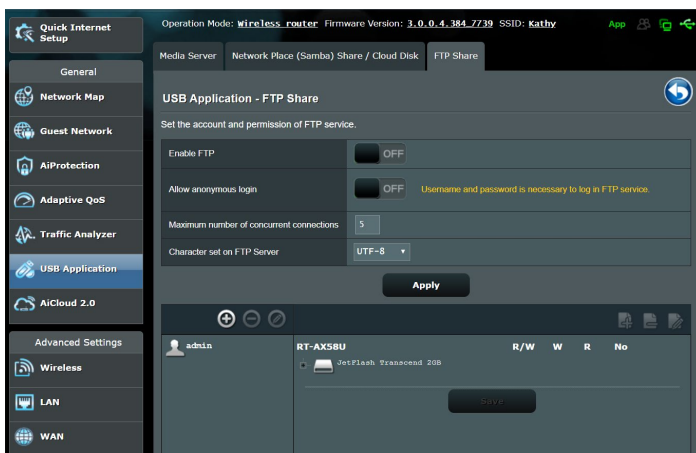 Quick Internet
Setup
Operation Mode: Wireless router Firmware Version: 3.0.0.4.384_7739 SSID: Kathy
App
Media Server Network Place (Samba) Share / Cloud Disk FTP Share
General
Network Map
Guest Network
AiProtection
Adaptive QoS
Traffic Analyzer
USB Application
AiCloud 2.0
Advanced Settings
Wireless
LAN
WAN
USB Application - FTP Share
Set the account and permission of FTP service.
Enable FTP OFF
Allow anonymous login OFF Username and password is necessary to log in FTP service.
Maximum number of concurrent connections 5
Character set on FTP Server UTF-8
Apply
admin
RT-AX58U R/W W R No
JetFlash Transcend 2GB
Save